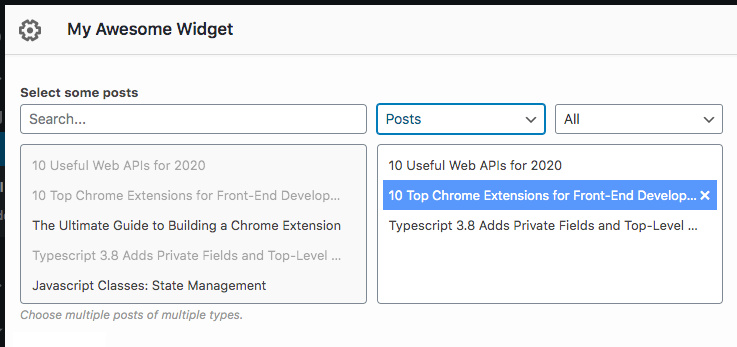 My Awesome Widget
Select some posts
Search...
Posts
All
10 Useful Web APIs for 2020
10 Top Chrome Extensions for Front-End Develop...
The Ultimate Guide to Building a Chrome Extension
Typescript 3.8 Adds Private Fields and Top-Level ...
Javascript Classes: State Management
10 Useful Web APIs for 2020
10 Top Chrome Extensions for Front-End Develop...
Typescript 3.8 Adds Private Fields and Top-Level ...
Choose multiple posts of multiple types.